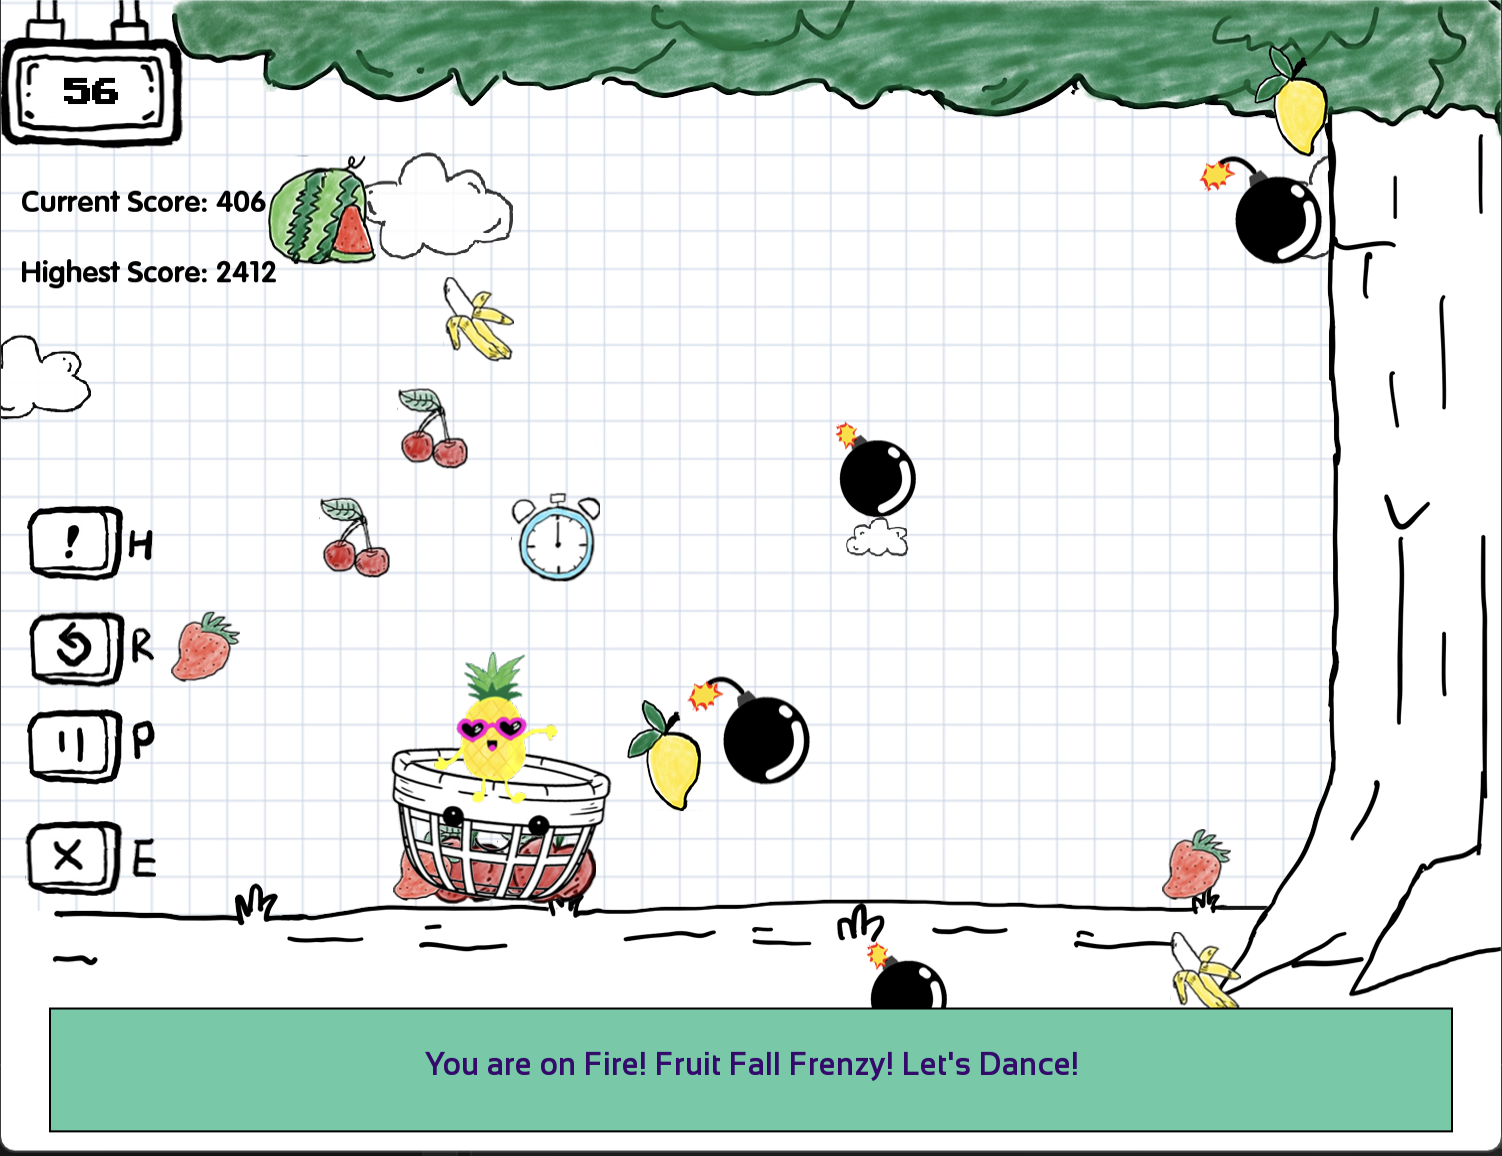 56
Current Score: 406
Highest Score: 2412
! H
R
P
X E
You are on Fire! Fruit Fall Frenzy! Let's Dance!